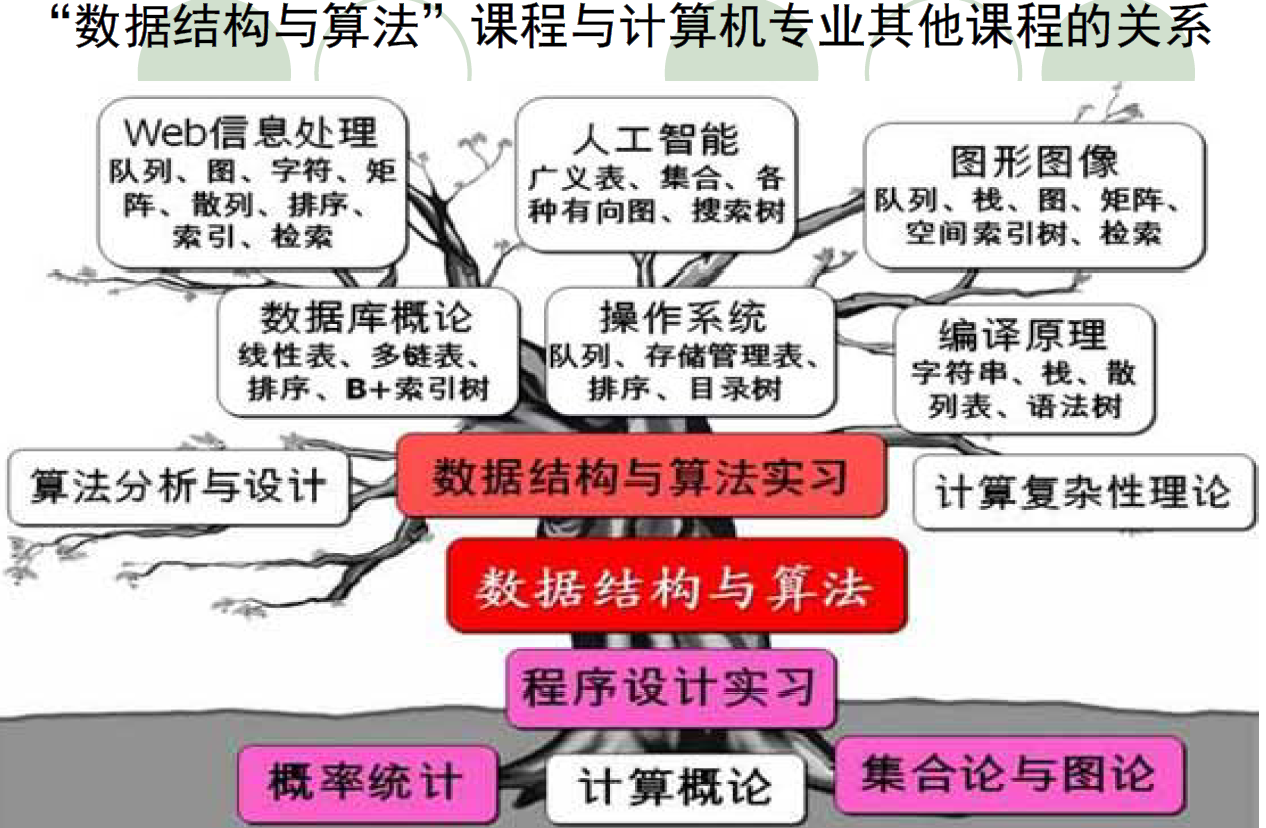 “数据结构与算法”课程与计算机专业其他课程的关系
Web信息处理
队列、图、字符、矩
阵、散列、排序、
索引、检索
人工智能
广义表、集合、各
种有向图、搜索树
图形图像
队列、栈、图、矩阵、
空间索引树、检索
数据库概论
线性表、多链表、
排序、B+索引树
操作系统
队列、存储管理表、
排序、目录树
编译原理
字符串、栈、散
列表、语法树
算法分析与设计
数据结构与算法实习
计算复杂性理论
数据结构与算法
程序设计实习
概率统计
计算概论
集合论与图论